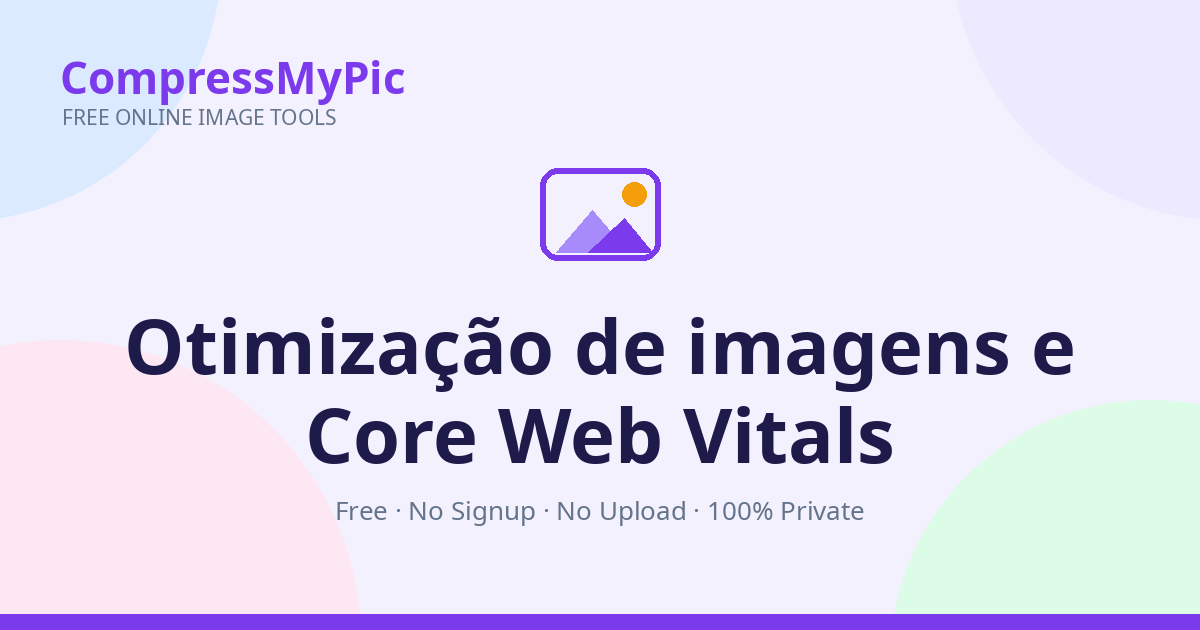 CompressMyPic
FREE ONLINE IMAGE TOOLS
Otimização de imagens e
Core Web Vitals
Free · No Signup · No Upload · 100% Private